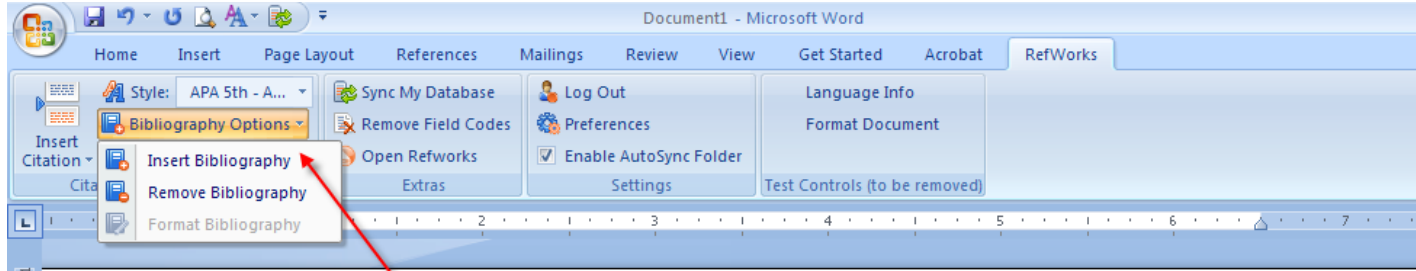 Document1 - Microsoft Word
Home Insert Page Layout References Mailings Review View Get Started Acrobat RefWorks
Style: APA 5th - A... Sync My Database Log Out Language Info
Bibliography Options Remove Field Codes Preferences Format Document
Insert
Citation
Insert Bibliography Open Refworks Enable AutoSync Folder
Remove Bibliography Extras Settings Test Controls (to be removed)
Cita
Format Bibliography
L 2 3 4 5 6 7